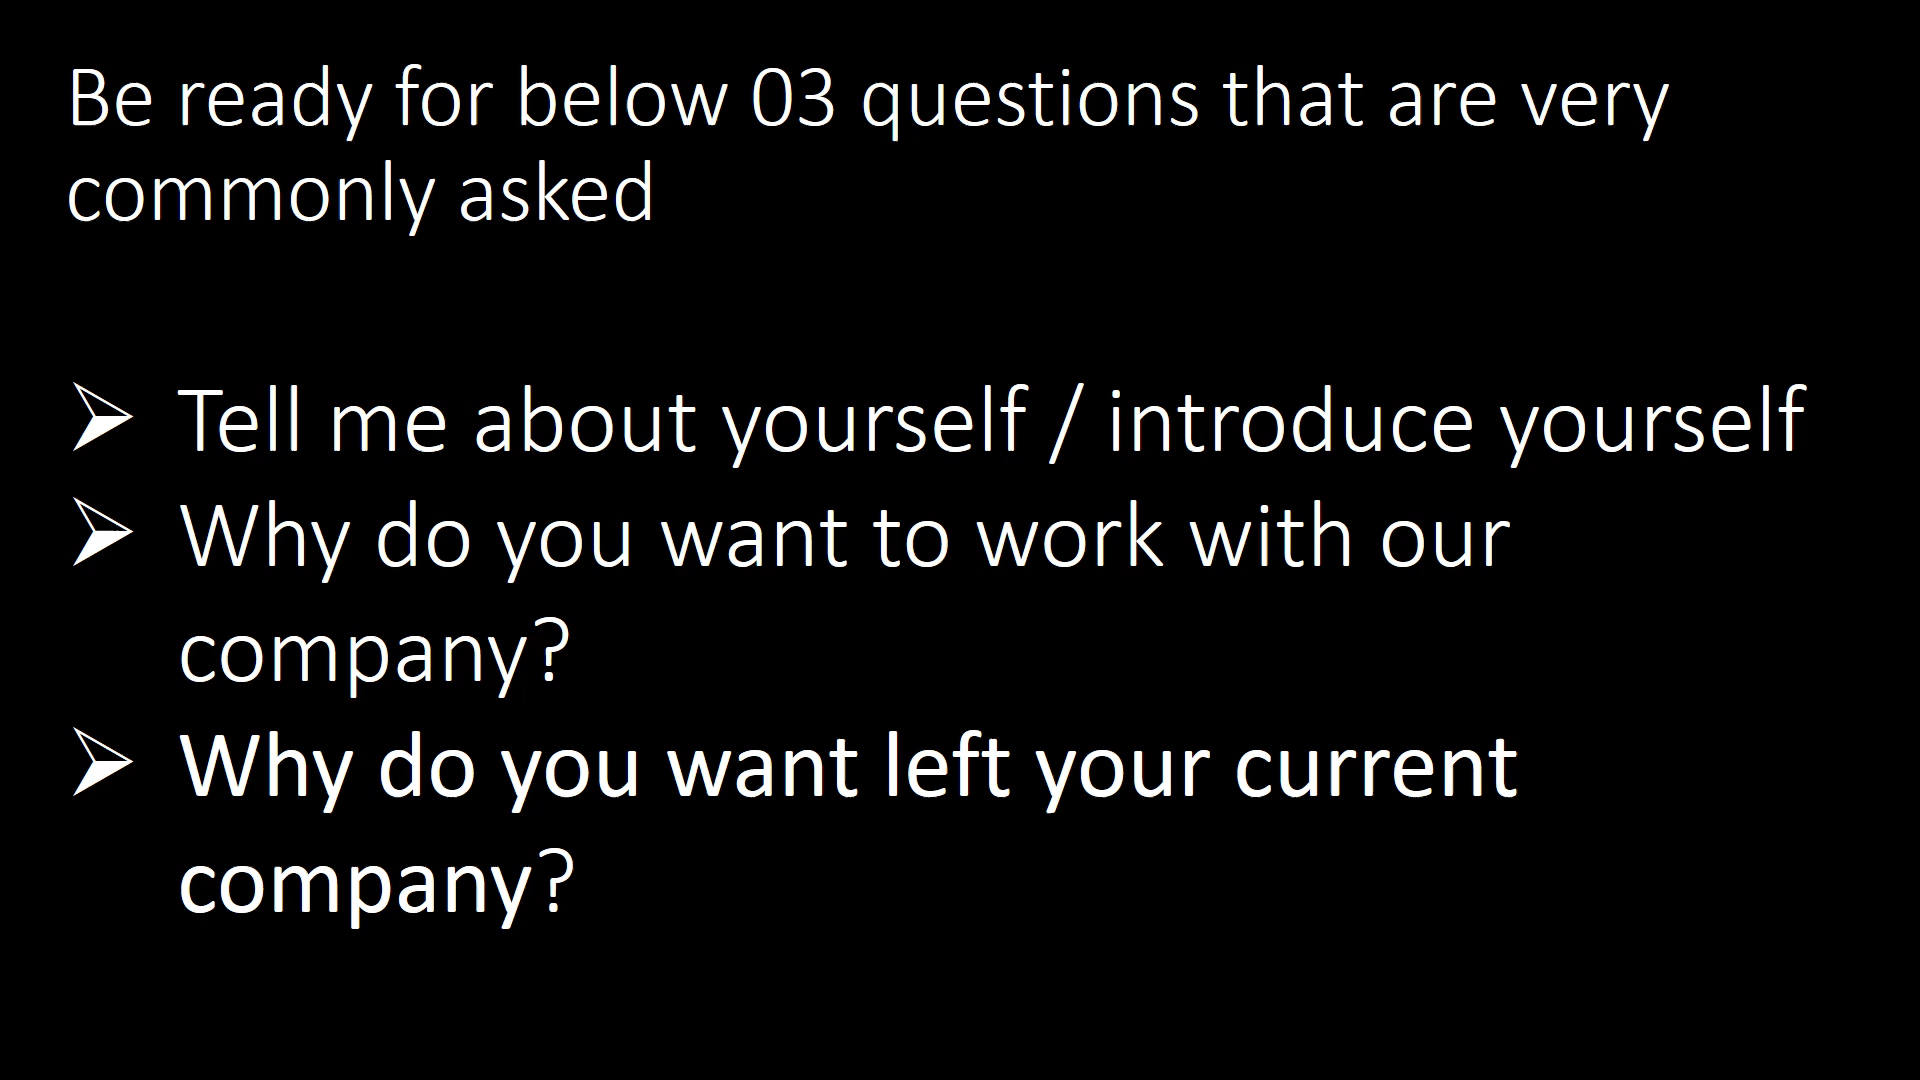 Be ready for below 03 questions that are very
commonly asked
➢ Tell me about yourself / introduce yourself
➢ Why do you want to work with our
company?
➢ Why do you want left your current
company?